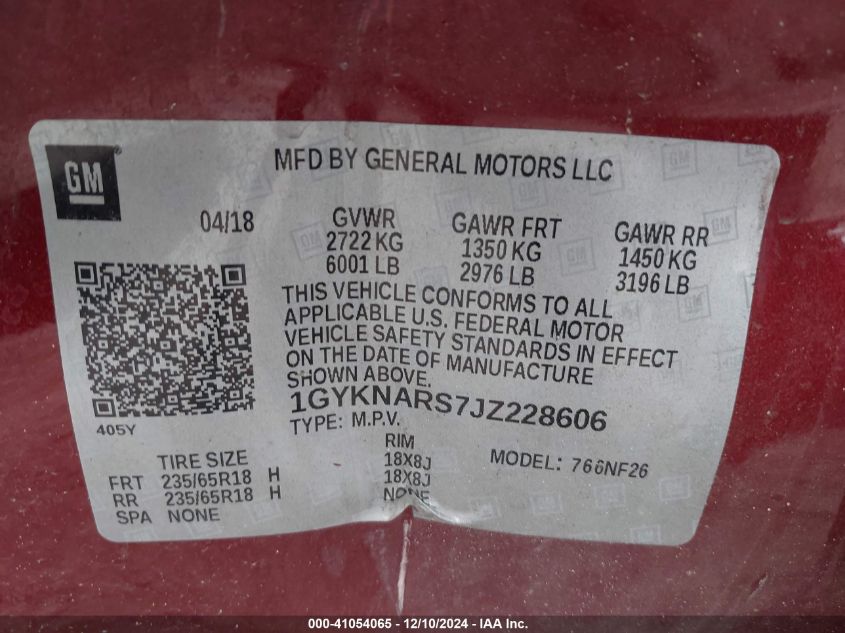 GM
MFD BY GENERAL MOTORS LLC
04/18
GVWR
2722 KG
6001 LB
GAWR FRT
1350 KG
2976 LB
GAWR RR
1450 KG
3196 LB
THIS VEHICLE CONFORMS TO ALL
APPLICABLE U.S. FEDERAL MOTOR
VEHICLE SAFETY STANDARDS IN EFFECT
ON THE DATE OF MANUFACTURE
SHOWN ABOVE.
1GYKNARS7JZ228606
TYPE: M.P.V.
405Y
MODEL: 766NF26
TIRE SIZE RIM
FRT 235/65R18 H 18X8J
RR 235/65R18 H 18X8J
SPA NONE NONE
000-41054065 - 12/10/2024 - IAA Inc.